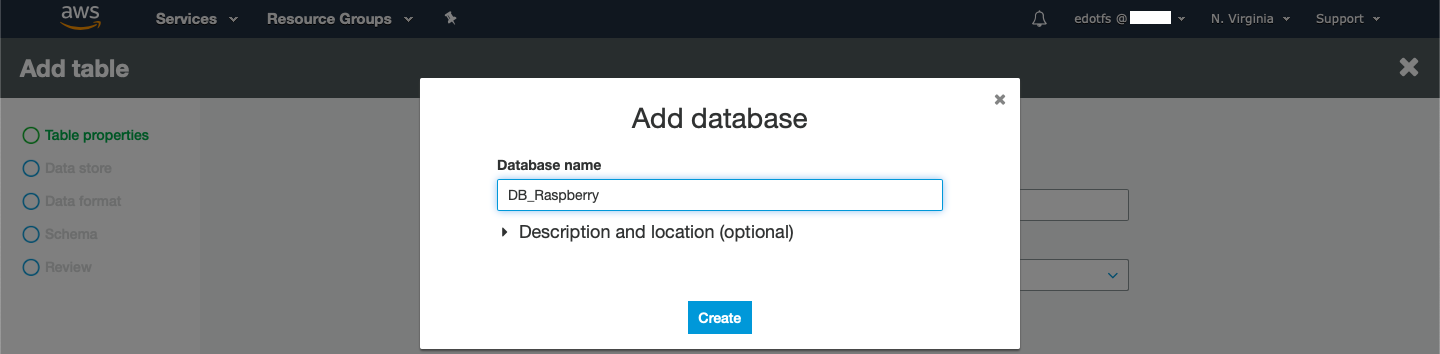 aws Services Resource Groups edotfs @ N. Virginia Support
Add table
Add database
Table properties
Database name
Data store
DB_Raspberry
Data format
Schema
Description and location (optional)
Review
Create